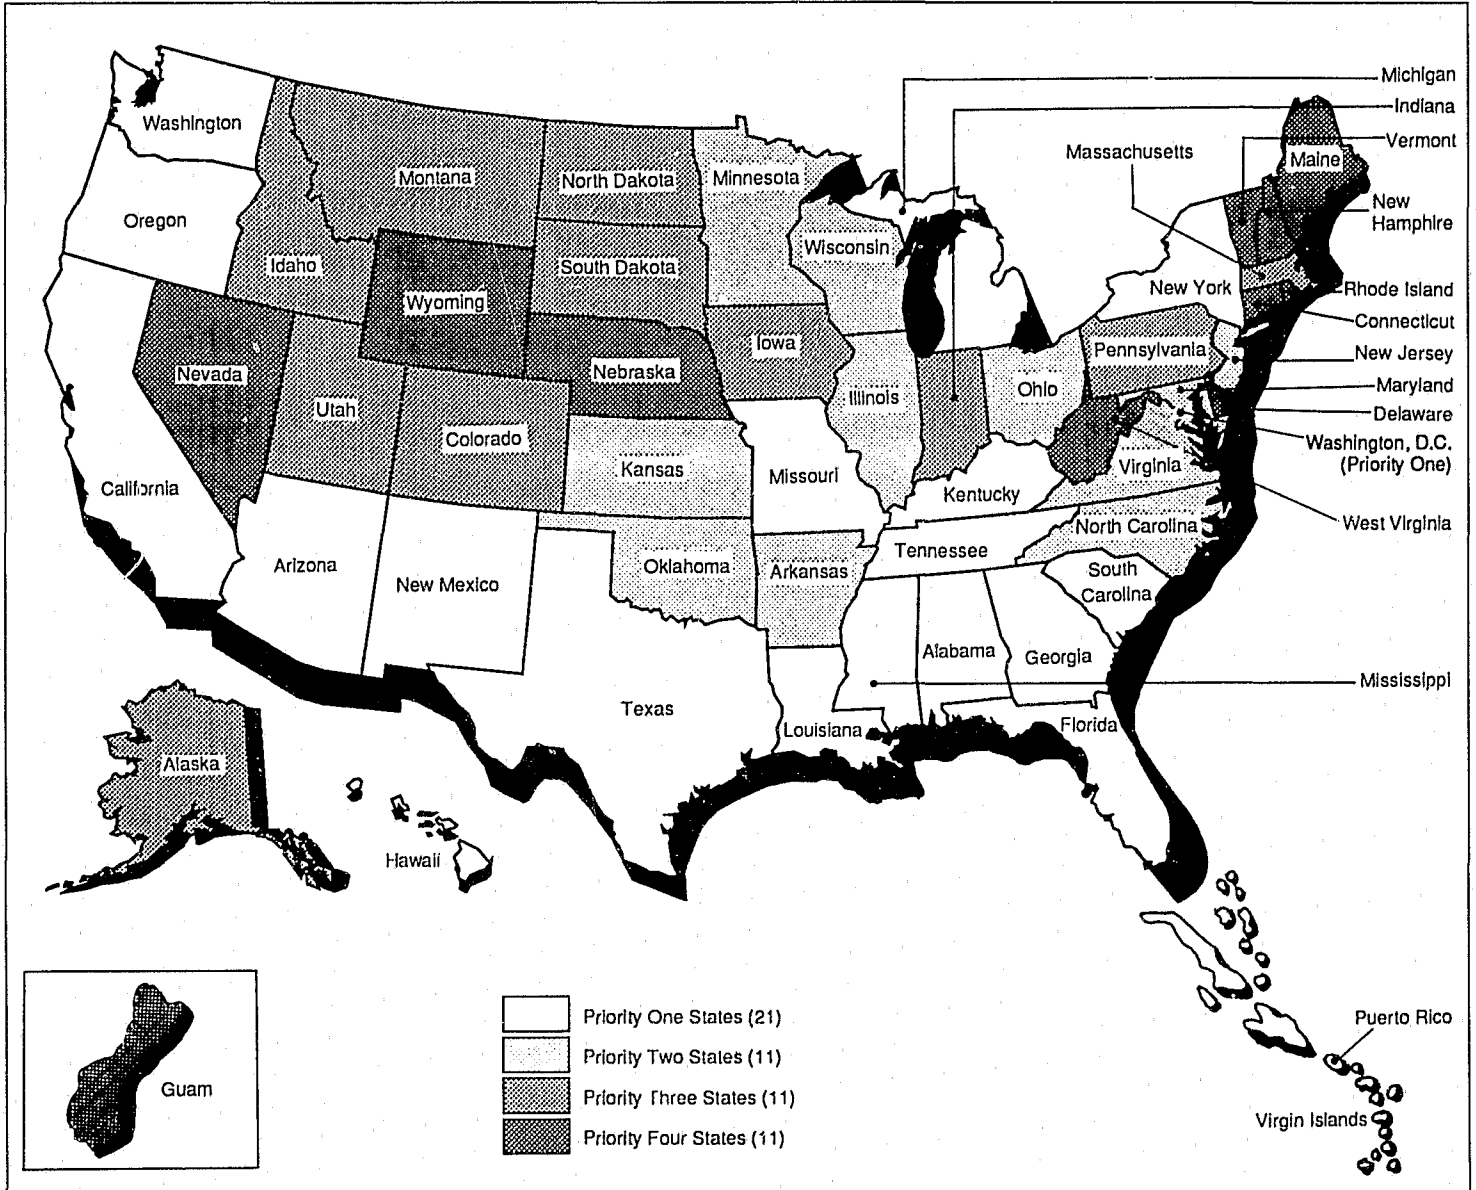 Michigan
Indiana
Vermont
Massachusetts
Maine
New
Hamphire
Washington
Montana
North Dakota
Minnesota
Oregon
Idaho
South Dakota
Wisconsin
Wyoming
New York
Rhode Island
Connecticut
New Jersey
Pennsylvania
Iowa
Nevada
Nebraska
Maryland
Delaware
Washington, D.C.
(Priority One)
Utah
Illinois
Ohio
Colorado
Kansas
Missouri
Virginia
California
Kentucky
West Virginia
North Carolina
Tennessee
Arizona
New Mexico
Oklahoma
Arkansas
South
Carolina
Alabama
Georgia
Mississippi
Texas
Louisiana
Florida
Alaska
Hawaii
Guam
Priority One States (21)
Priority Two States (11)
Priority Three States (11)
Priority Four States (11)
Puerto Rico
Virgin Islands